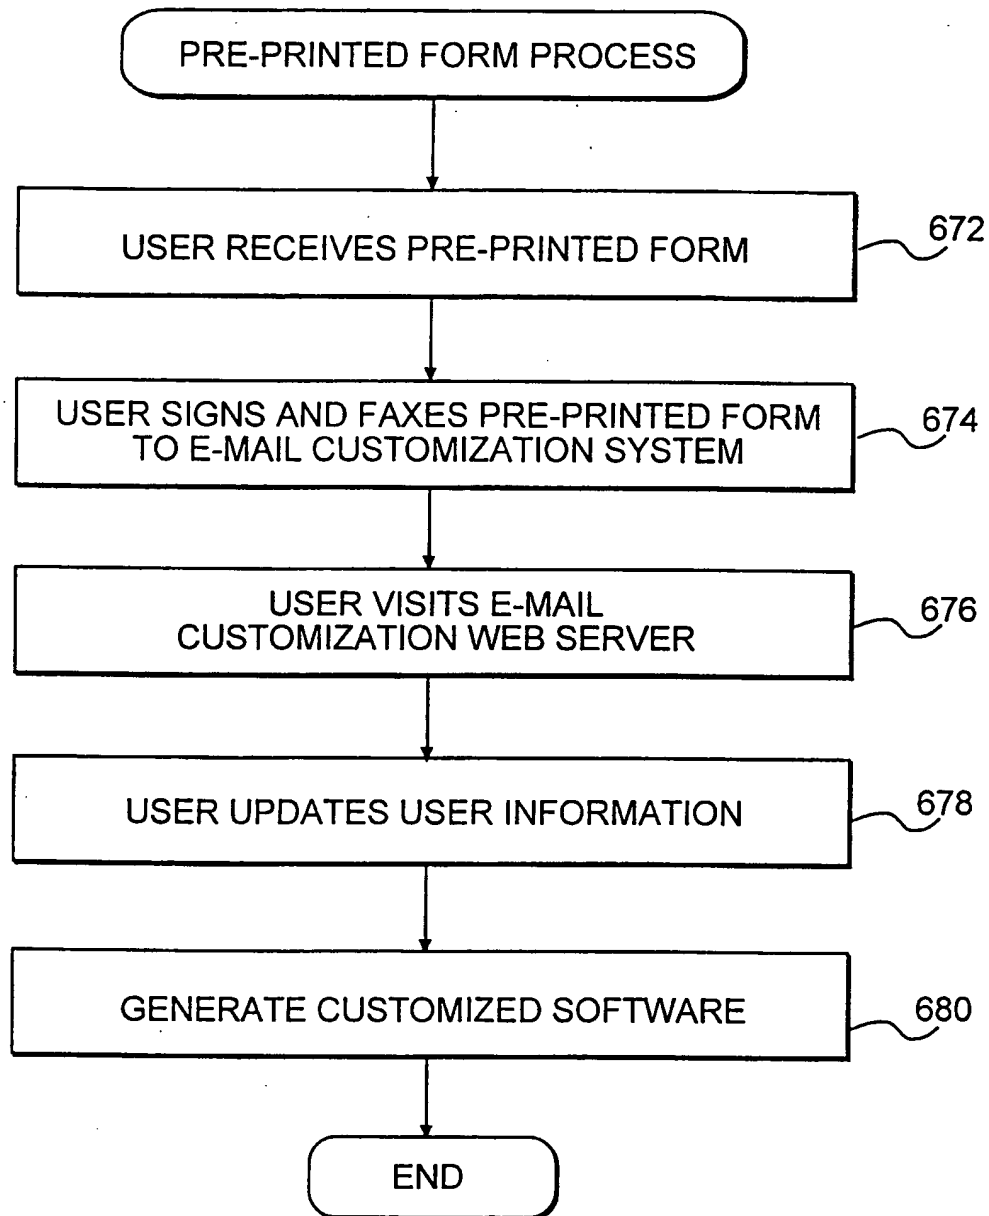 PRE-PRINTED FORM PROCESS
USER RECEIVES PRE-PRINTED FORM
672
USER SIGNS AND FAXES PRE-PRINTED FORM
TO E-MAIL CUSTOMIZATION SYSTEM
674
USER VISITS E-MAIL
CUSTOMIZATION WEB SERVER
676
USER UPDATES USER INFORMATION
678
GENERATE CUSTOMIZED SOFTWARE
680
END